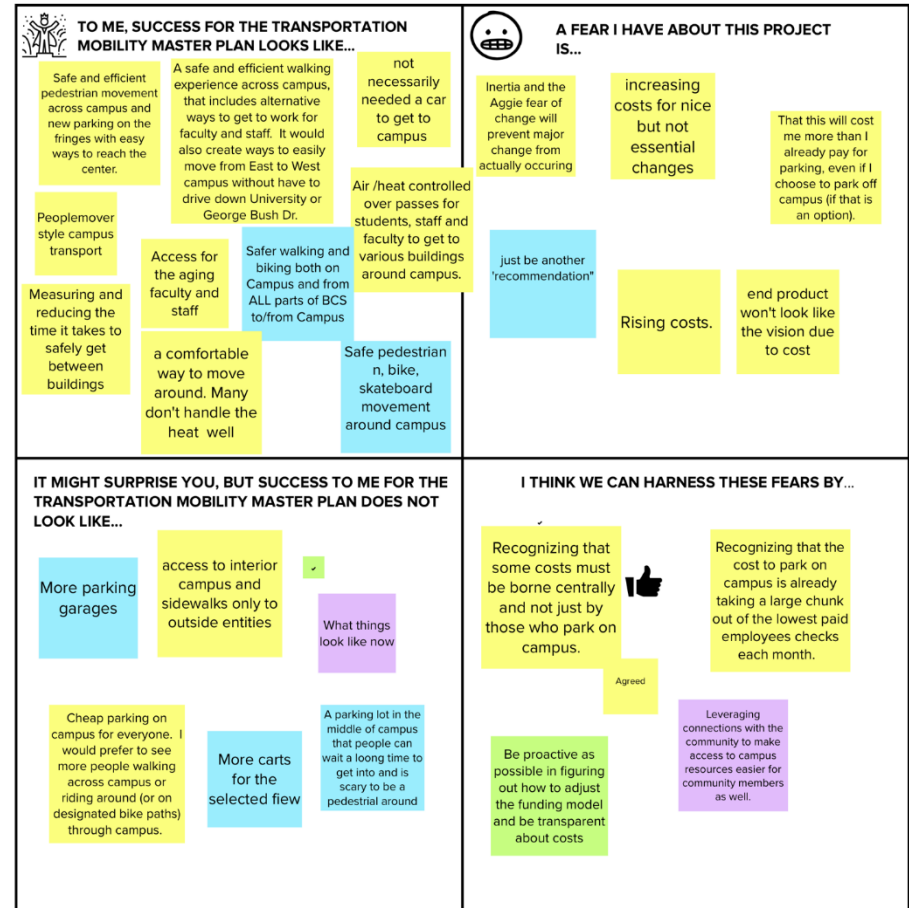 TO ME, SUCCESS FOR THE TRANSPORTATION
MOBILITY MASTER PLAN LOOKS LIKE...
Safe and efficient
pedestrian movement
across campus and
new parking on the
fringes with easy
ways to reach the
center.
A safe and efficient walking
experience across campus,
that includes alternative
ways to get to work for
faculty and staff. It would
also create ways to easily
move from East to West
campus without have to
drive down University or
George Bush Dr.
not
necessarily
needed a car
to get to
campus
Peoplemover
style campus
transport
Access for
the aging
faculty and
staff
Safer walking and
biking both on
Campus and from
ALL parts of BCS
to/from Campus
Air /heat controlled
over passes for
students, staff and
faculty to get to
various buildings
around campus.
Measuring and
reducing the
time it takes to
safely get
between
buildings
a comfortable
way to move
around. Many
don't handle the
heat well
Safe pedestrian
n, bike,
skateboard
movement
around campus
A FEAR I HAVE ABOUT THIS PROJECT
IS...
Inertia and the
Aggie fear of
change will
prevent major
change from
actually occuring
increasing
costs for nice
but not
essential
changes
That this will cost
me more than I
already pay for
parking, even if I
choose to park off
campus (if that is
an option).
just be another
'recommendation"
Rising costs.
end product
won't look like
the vision due
to cost
IT MIGHT SURPRISE YOU, BUT SUCCESS TO ME FOR THE
TRANSPORTATION MOBILITY MASTER PLAN DOES NOT
LOOK LIKE...
More parking
garages
access to interior
campus and
sidewalks only to
outside entities
What things
look like now
Cheap parking on
campus for everyone. I
would prefer to see
more people walking
across campus or
riding around (or on
designated bike paths)
through campus.
More carts
for the
selected fiew
A parking lot in the
middle of campus
that people can
wait a loong time to
get into and is
scary to be a
pedestrial around
I THINK WE CAN HARNESS THESE FEARS BY...
Recognizing that
some costs must
be borne centrally
and not just by
those who park on
campus.
Agreed
Recognizing that the
cost to park on
campus is already
taking a large chunk
out of the lowest paid
employees checks
each month.
Be proactive as
possible in figuring
out how to adjust
the funding model
and be transparent
about costs
Leveraging
connections with the
community to make
access to campus
resources easier for
community members
as well.